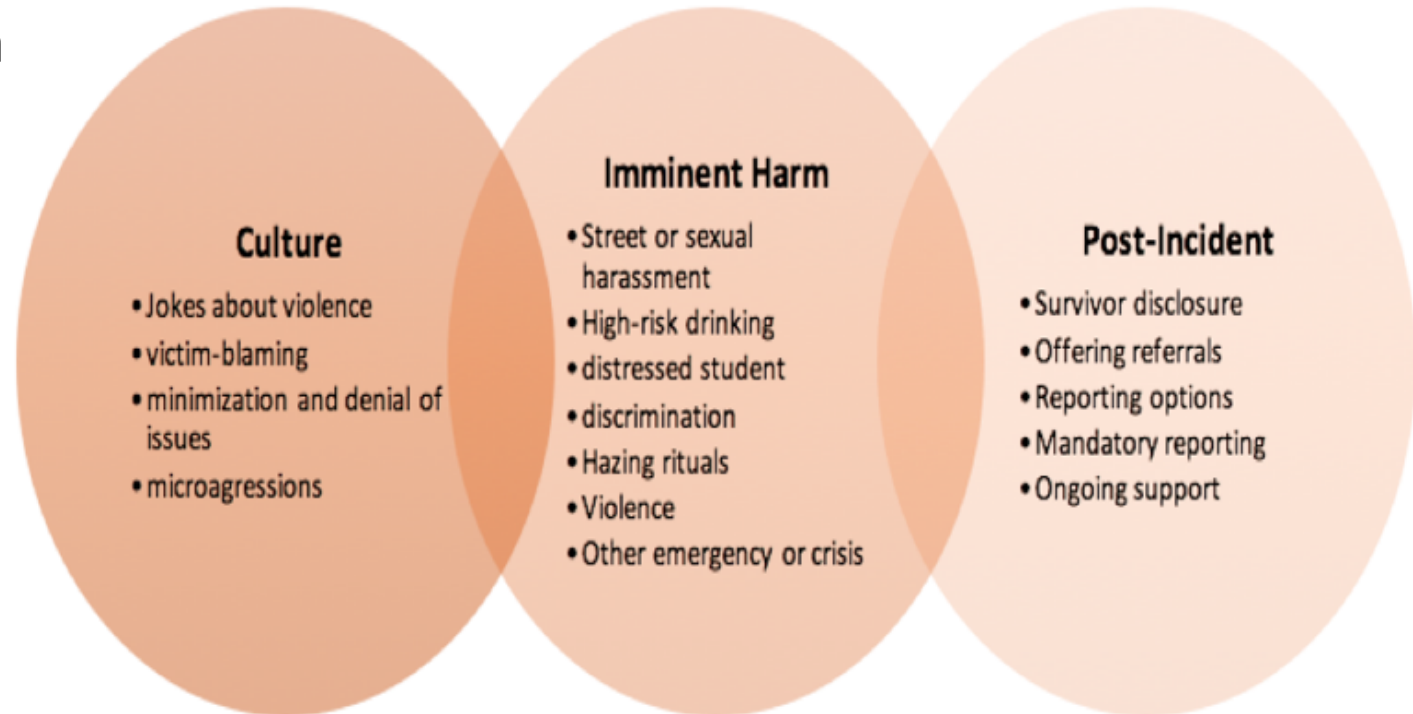 Culture
•Jokes about violence
•victim-blaming
•minimization and denial of
issues
•microagressions
Imminent Harm
•Street or sexual
harassment
•High-risk drinking
•distressed student
•discrimination
•Hazing rituals
•Violence
•Other emergency or crisis
Post-Incident
•Survivor disclosure
•Offering referrals
•Reporting options
•Mandatory reporting
•Ongoing support